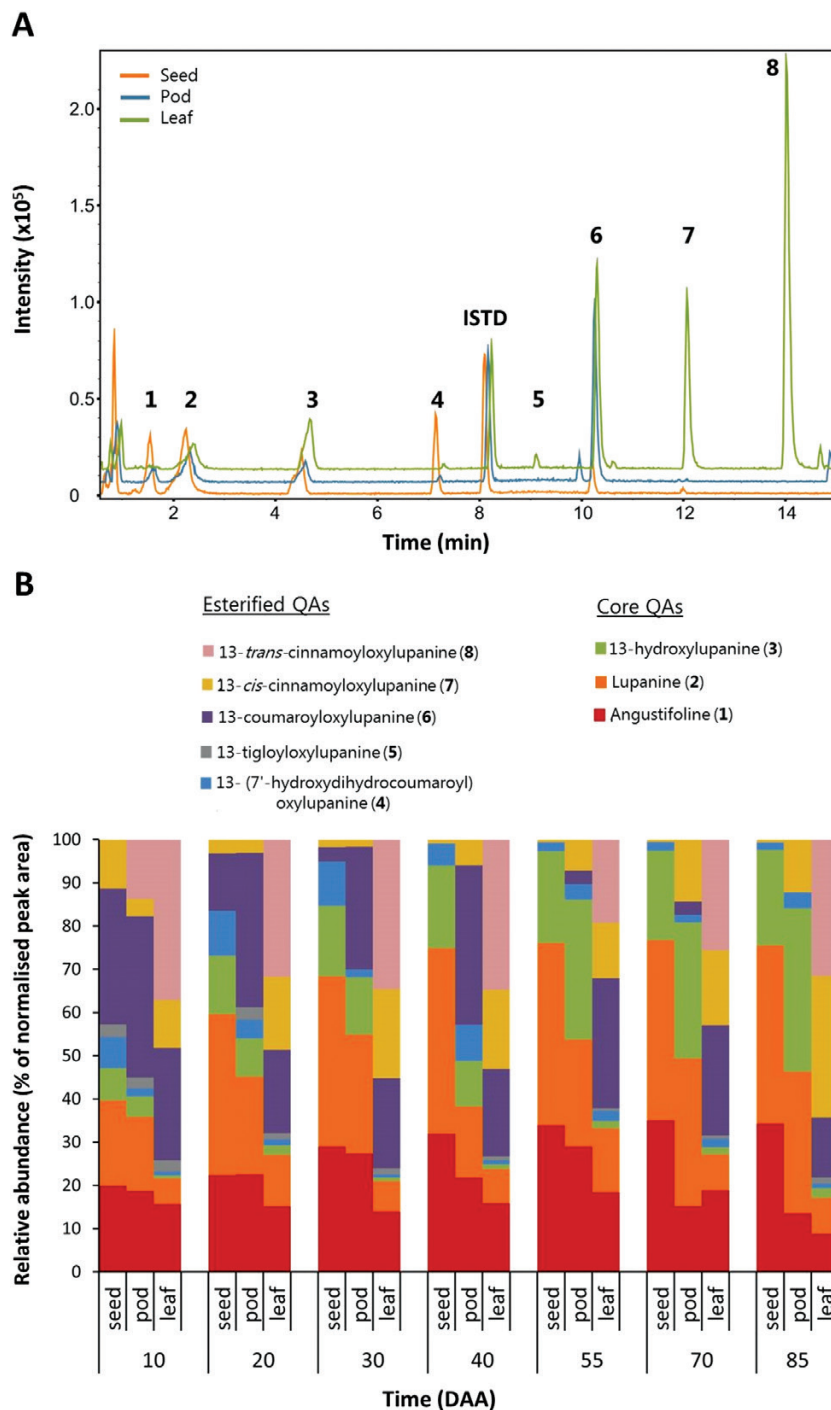 A
Seed
Pod
Leaf
Intensity (x10⁵)
2.0
1.5
1.0
0.5
0
1
2
3
4
ISTD
5
6
7
8
2
4
6
8
10
12
14
Time (min)
B
Esterified QAs
13-trans-cinnamoyloxylupanine (8)
13-cis-cinnamoyloxylupanine (7)
13-coumaroyloxylupanine (6)
13-tigloyloxylupanine (5)
13- (7'-hydroxydihydrocoumaroyl)
oxylupanine (4)
Core QAs
13-hydroxylupanine (3)
Lupanine (2)
Angustifoline (1)
Relative abundance (% of normalised peak area)
100
90
80
70
60
50
40
30
20
10
0
seed pod leaf seed pod leaf seed pod leaf seed pod leaf seed pod leaf seed pod leaf seed pod leaf
10 20 30 40 55 70 85
Time (DAA)